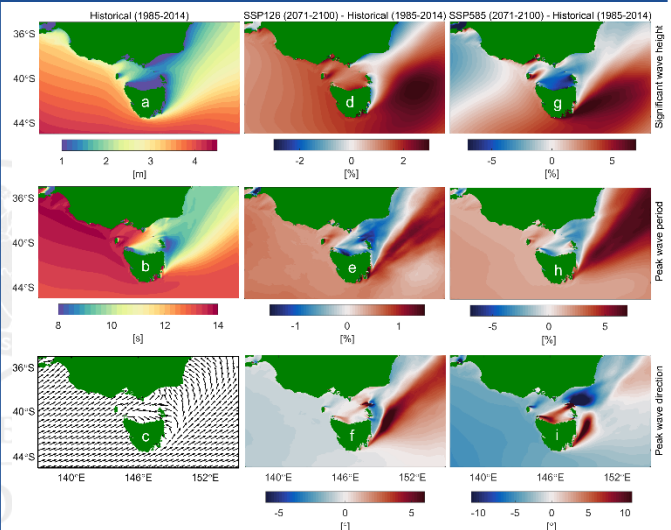 Historical (1985-2014) SSP126 (2071-2100) - Historical (1985-2014) SSP585 (2071-2100) - Historical (1985-2014)
36°S
40°S
44°S
a d g
Significant wave height
1 2 3 4 -2 0 2 -5 0 5
[m] [%] [%]
36°S
40°S
44°S
b e h
Peak wave period
8 10 12 14 -1 0 1 -5 0 5
[s] [%] [%]
36°S
40°S
44°S
c f i
Peak wave direction
140°E 146°E 152°E 140°E 146°E 152°E 140°E 146°E 152°E
-5 0 5 -10 -5 0 5 10